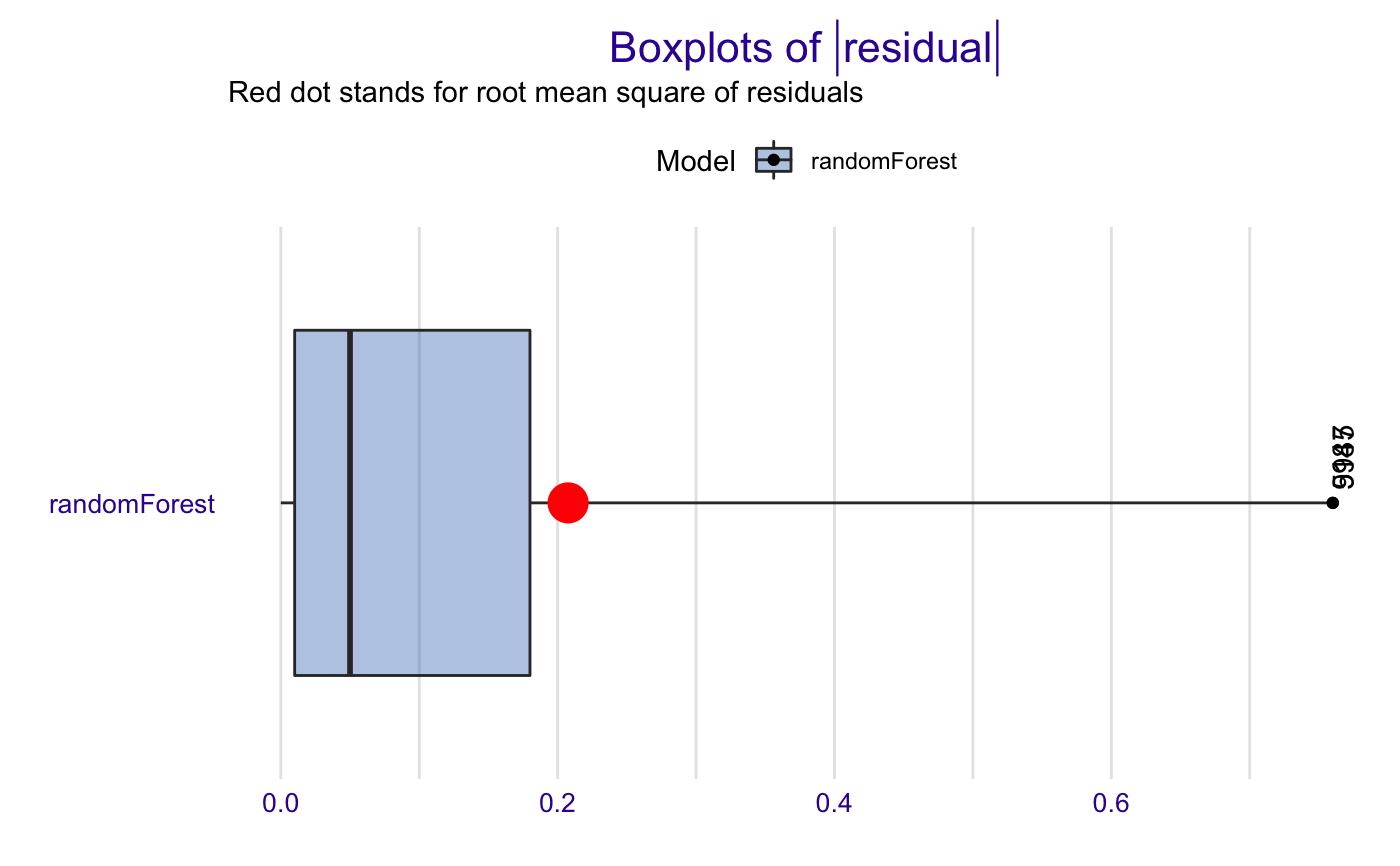 Boxplots of |residual|
Red dot stands for root mean square of residuals
Model randomForest
randomForest
0.0 0.2 0.4 0.6